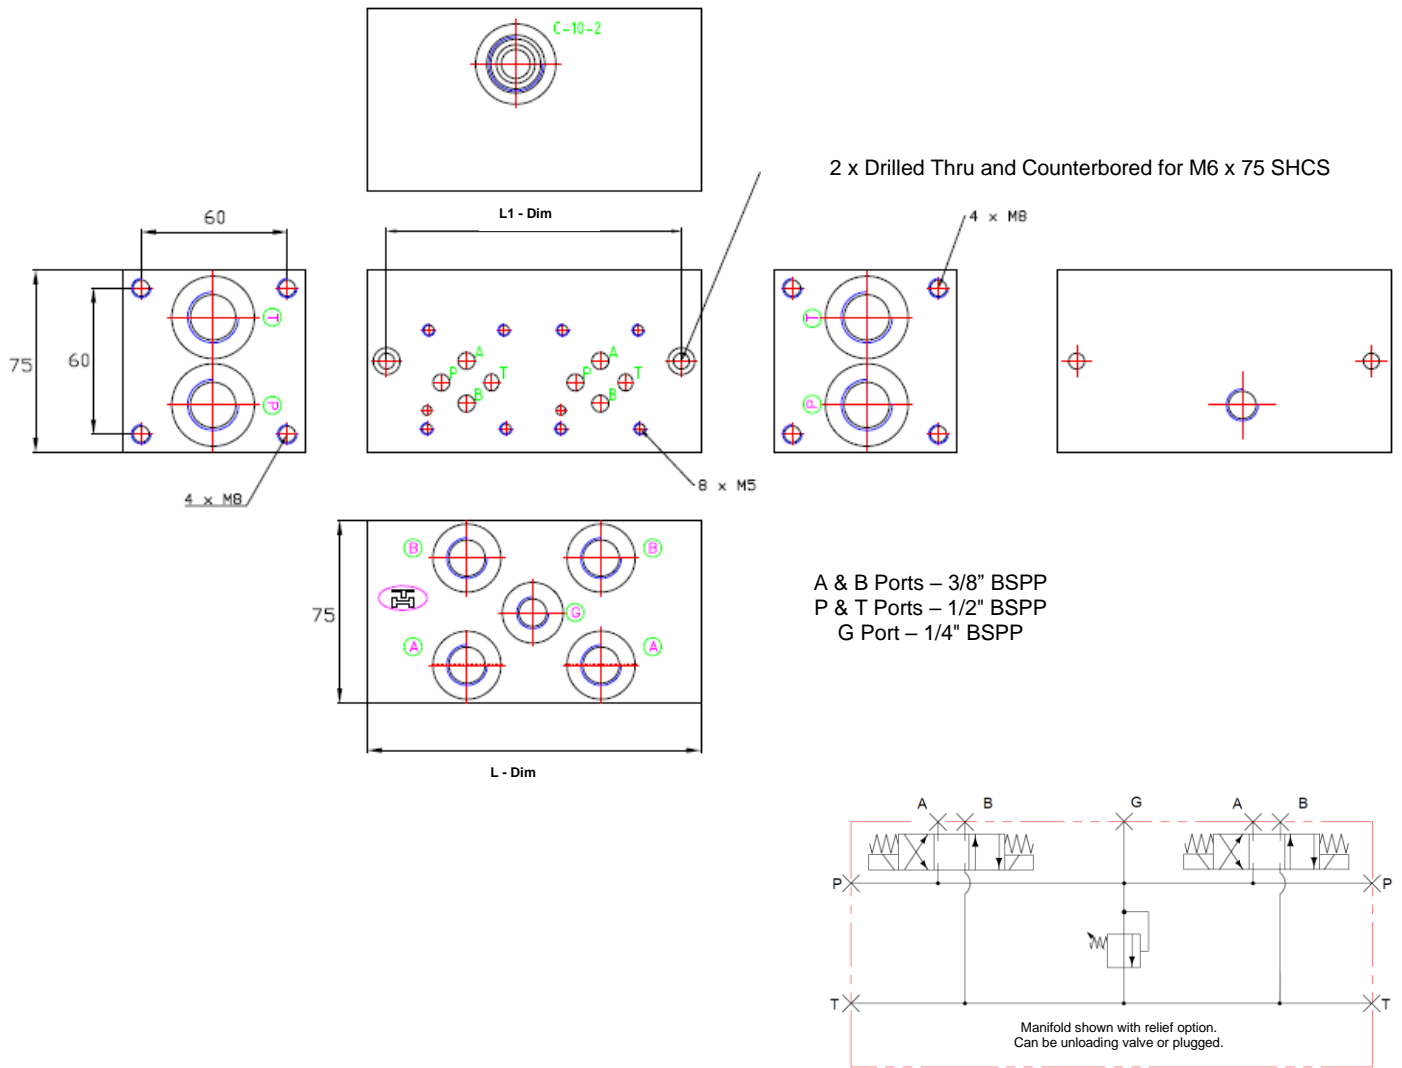 C-10-2
2 x Drilled Thru and Counterbored for M6 x 75 SHCS
L1 - Dim
60
4 x M8
75
60
T
P
4 x M8
A
P
T
B
A
P
T
B
8 x M5
T
P
B
B
G
A
A
75
L - Dim
A & B Ports – 3/8” BSPP
P & T Ports – 1/2" BSPP
G Port – 1/4" BSPP
A B G A B
P P
T T
Manifold shown with relief option.
Can be unloading valve or plugged.